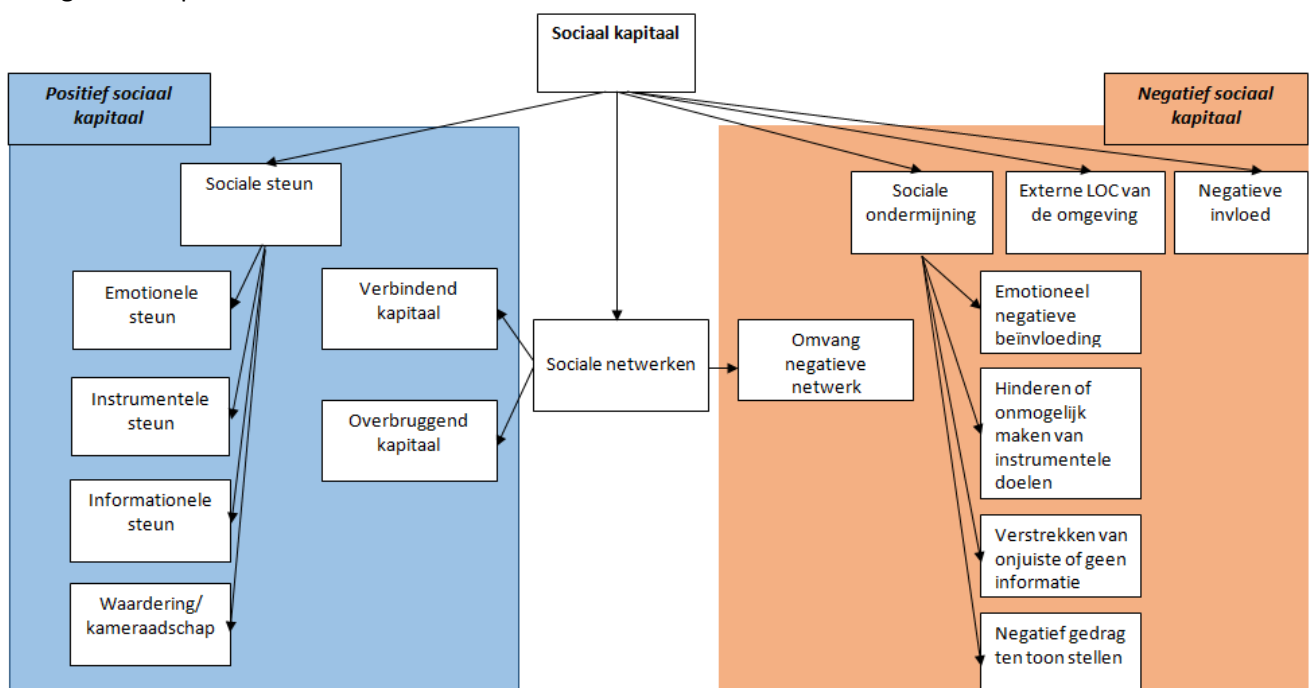 Sociaal kapitaal
Positief sociaal
kapitaal
Negatief sociaal
kapitaal
Sociale steun
Sociale
ondermijning
Externe LOC van
de omgeving
Negatieve
invloed
Emotionele
steun
Verbindend
kapitaal
Emotioneel
negatieve
beïnvloeding
Sociale netwerken
Omvang
negatieve
netwerk
Instrumentele
steun
Overbruggend
kapitaal
Hinderen of
onmogelijk
maken van
instrumentele
doelen
Informationele
steun
Verstrekken van
onjuiste of geen
informatie
Waardering/
kameraadschap
Negatief gedrag
ten toon stellen